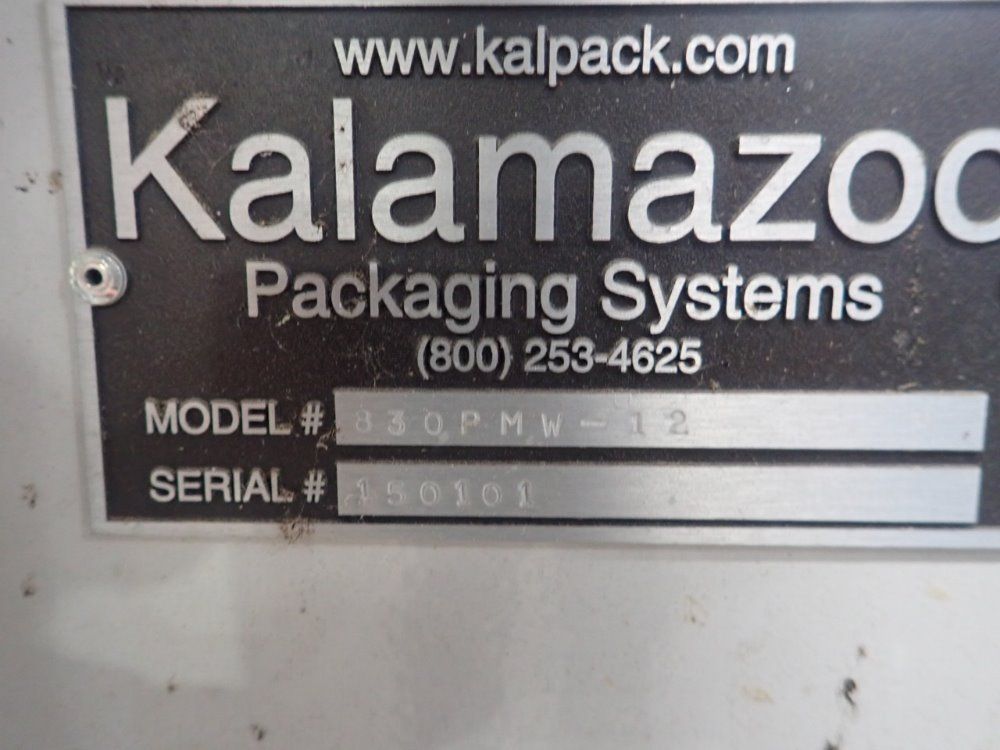 www.kalpack.com
Kalamazoo
Packaging Systems
(800) 253-4625
MODEL # 830PMW-12
SERIAL # 150101